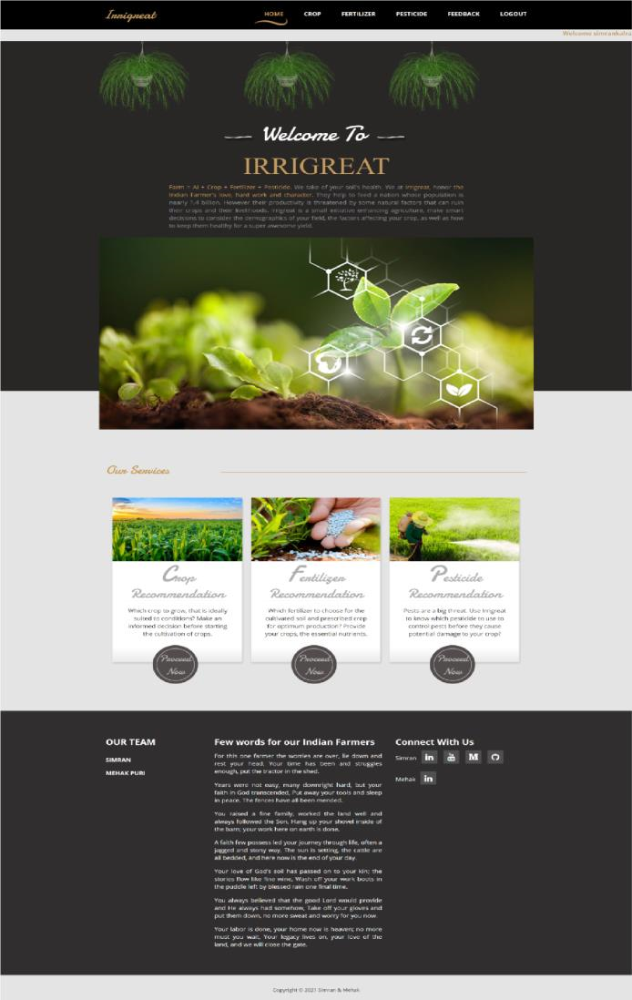 Irrigreat
HOME CROP FERTILIZER PESTICIDE FEEDBACK LOGOUT
Welcome simrankalra
Welcome To
IRRIGREAT
Farm = AI + Crop + Fertilizer + Pesticide. We take of your soil's health. We at Irrigreat, honor the
Indian Farmer's love, hard work and character. They help to feed a nation whose population is
nearly 1.4 billion. However their productivity is threatened by some natural factors that can ruin
their crops and their livelihoods. Irrigreat is a small initiative enhancing agriculture, make smart
decisions to consider the demographics of your field, the factors affecting your crop, as well as how
to keep them healthy for a super awesome yield.
Our Services
Crop
Recommendation
Which crop to grow, that is ideally
suited to conditions? Make an
informed decision before starting
the cultivation of crops.
Proceed
Now
Fertilizer
Recommendation
Which fertilizer to choose for the
cultivated soil and prescribed crop
for optimum production? Provide
your crops, the essential nutrients.
Proceed
Now
Pesticide
Recommendation
Pests are a big threat. Use Irrigreat
to know which pesticide to use to
control pests before they cause
potential damage to your crop?
Proceed
Now
OUR TEAM
SIMRAN
MEHAK PURI
Few words for our Indian Farmers
For this one farmer the worries are over, lie down and
rest your head, Your time has been and struggles
enough, put the tractor in the shed.
Years were not easy, many downright hard, but your
faith in God transcended, Put away your tools and sleep
in peace. The fences have all been mended.
You raised a fine family, worked the land well and
always followed the Son, Hang up your shovel inside of
the barn; your work here on earth is done.
A faith few possess led your journey through life, often a
jagged and stony way, The sun is setting, the cattle are
all bedded, and here now is the end of your day.
Your love of God's soil has passed on to your kin; the
stories flow like fine wine, Wash off your work boots in
the puddle left by blessed rain one final time.
You always believed that the good Lord would provide
and He always had somehow, Take off your gloves and
put them down, no more sweat and worry for you now.
Your labor is done, your home now is heaven; no more
must you wait, Your legacy lives on, your love of the
land, and we will close the gate.
Connect With Us
Simran in You Tube M
Mehak in
Copyright © 2021 Simran & Mehak